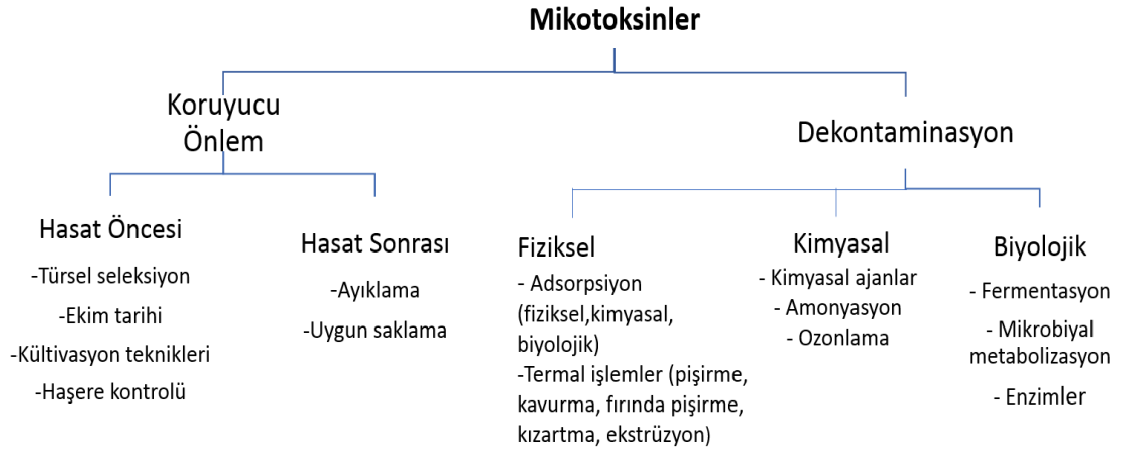 Mikotoksinler
Koruyucu
Önlem
Hasat Öncesi
-Türsel seleksiyon
-Ekim tarihi
-Kültivasyon teknikleri
-Haşere kontrolü
Hasat Sonrası
-Ayıklama
-Uygun saklama
Dekontaminasyon
Fiziksel
- Adsorpsiyon
(fiziksel,kimyasal,
biyolojik)
-Termal işlemler (pişirme,
kavurma, fırında pişirme,
kızartma, ekstrüzyon)
Kimyasal
- Kimyasal ajanlar
- Amonyasyon
- Ozonlama
Biyolojik
- Fermentasyon
- Mikrobiyal
metabolizasyon
- Enzimler